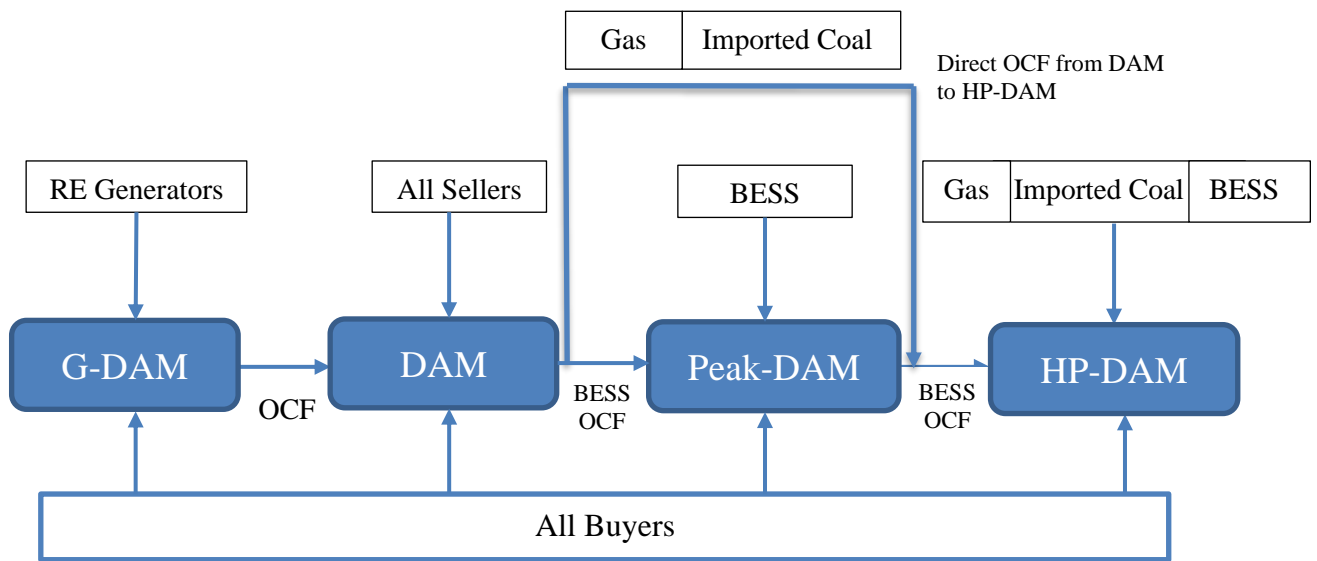 Gas
Imported Coal
Direct OCF from DAM
to HP-DAM
RE Generators
All Sellers
BESS
Gas
Imported Coal
BESS
G-DAM
OCF
DAM
BESS
OCF
Peak-DAM
BESS
OCF
HP-DAM
All Buyers